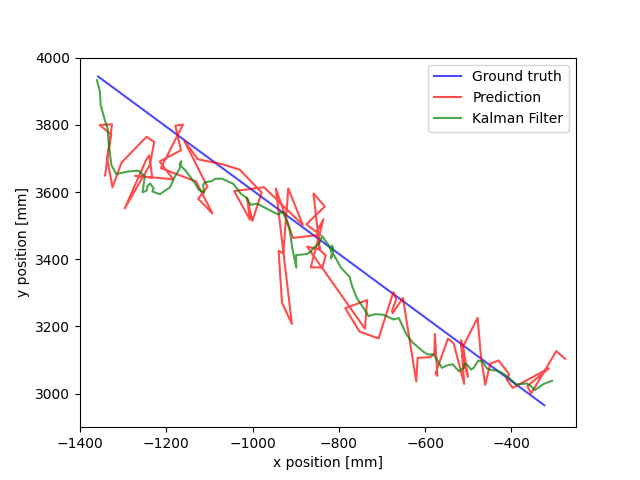 4000
3800
3600
3400
3200
3000
y position [mm]
−1400
−1200
−1000
−800
−600
−400
x position [mm]
Ground truth
Prediction
Kalman Filter